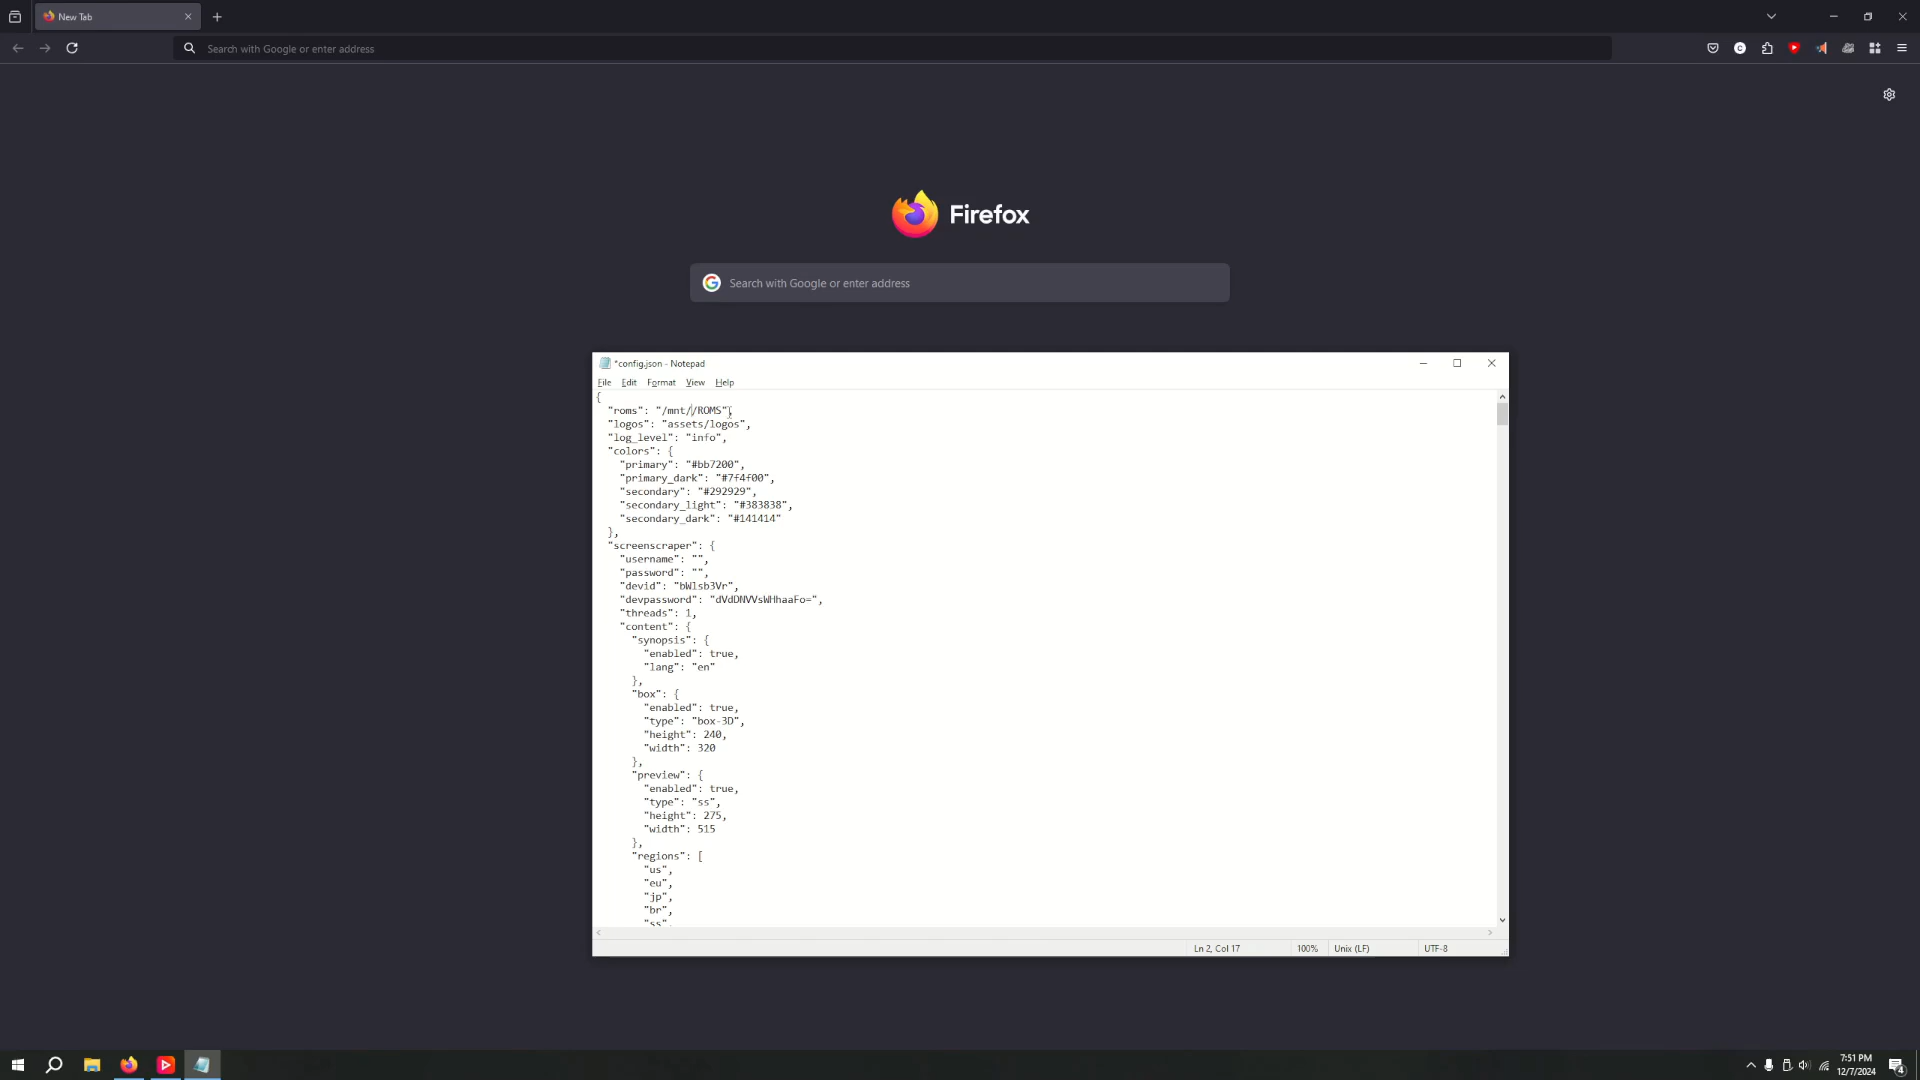 New Tab
Search with Google or enter address
Firefox
Search with Google or enter address
*config.json - Notepad
File Edit Format View Help
{
"roms": "/mnt//ROMS",
"logos": "assets/logos",
"log_level": "info",
"colors": {
"primary": "#bb7200",
"primary_dark": "#7f4f00",
"secondary": "#292929",
"secondary_light": "#383838",
"secondary_dark": "#141414"
},
"screenscraper": {
"username": "",
"password": "",
"devid": "bWlsb3Vr",
"devpassword": "dVdDNVVsWHhaaFo=",
"threads": 1,
"content": {
"synopsis": {
"enabled": true,
"lang": "en"
},
"box": {
"enabled": true,
"type": "box-3D",
"height": 240,
"width": 320
},
"preview": {
"enabled": true,
"type": "ss",
"height": 275,
"width": 515
},
"regions": [
"us",
"eu",
"jp",
"br",
"ss",
Ln 2, Col 17 100% Unix (LF) UTF-8
7:51 PM
12/7/2024
4